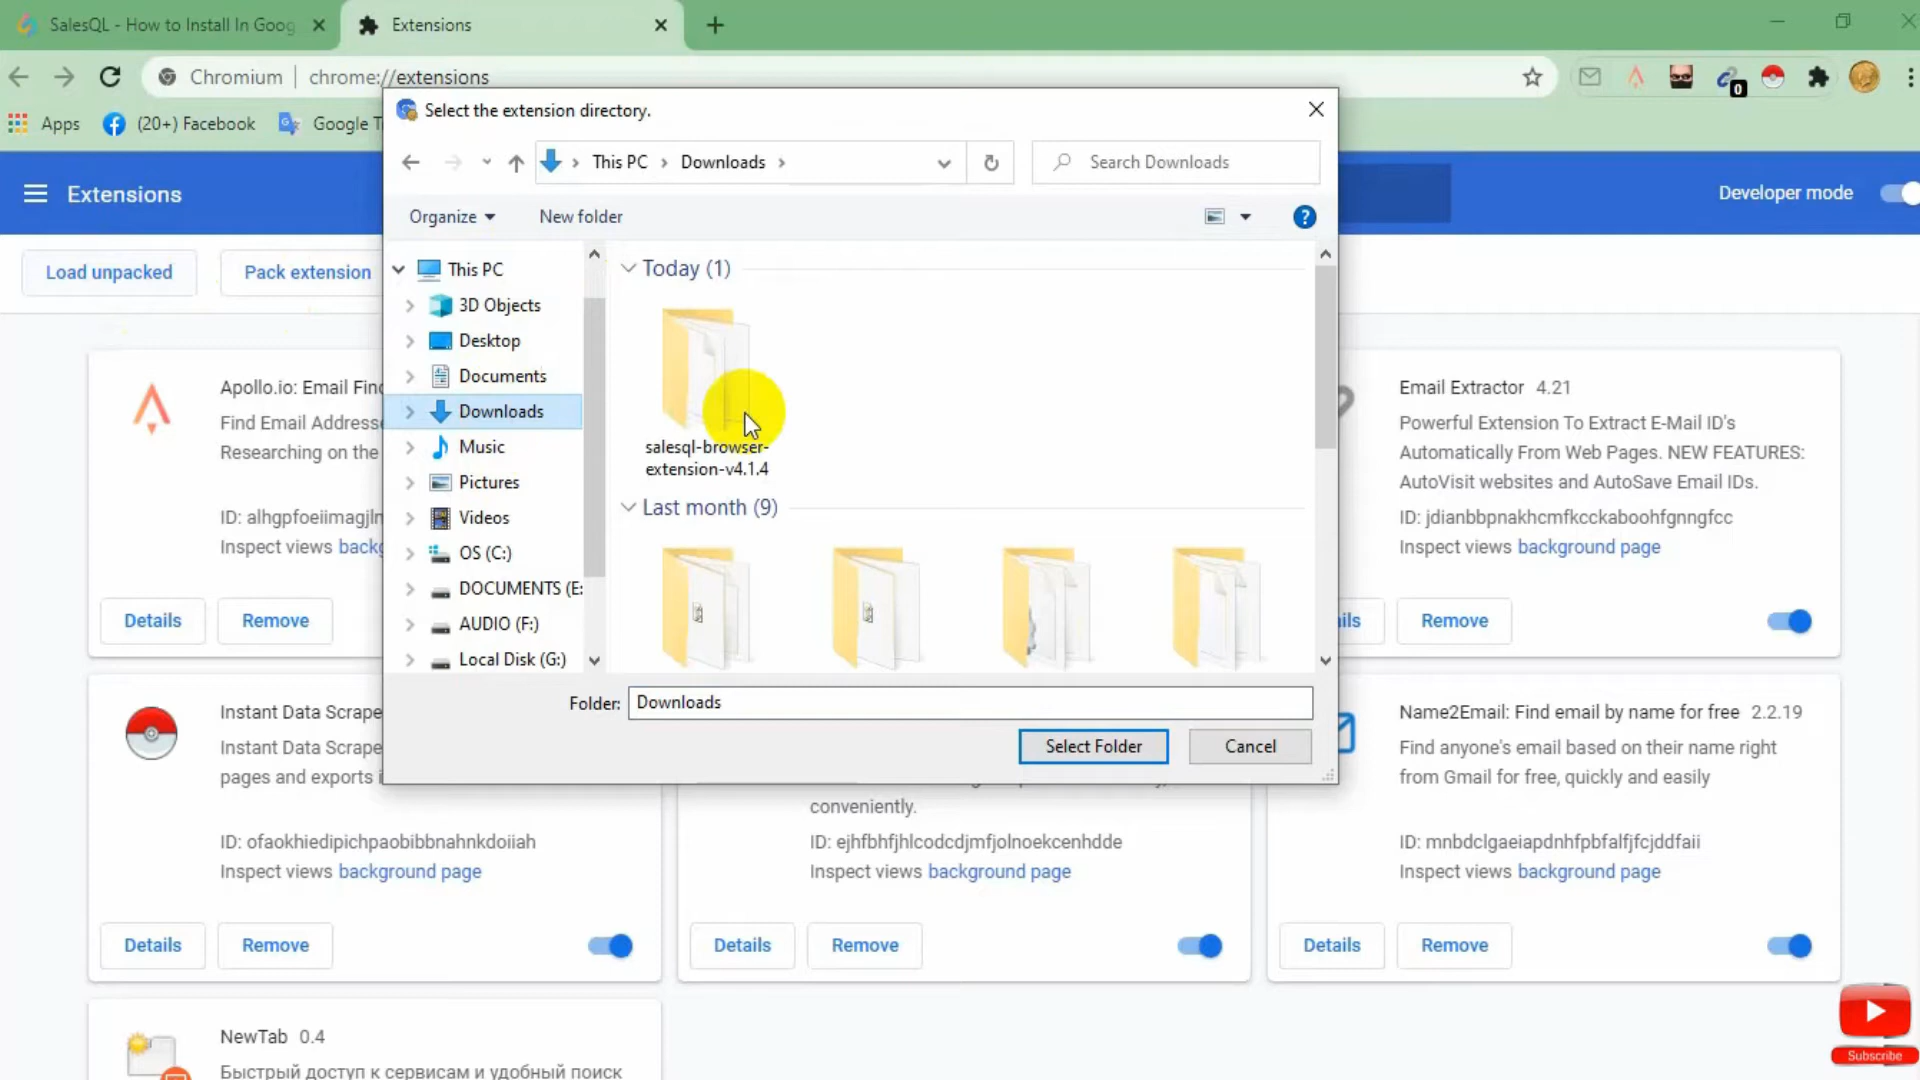 SalesQL - How to Install In Goog
Extensions
Chromium
chrome://extensions
0
Apps
(20+) Facebook
Google T
Select the extension directory.
This PC
Downloads
Search Downloads
Organize
New folder
?
Extensions
Developer mode
Load unpacked
Pack extension
This PC
3D Objects
Desktop
Documents
Downloads
Music
Pictures
Videos
OS (C:)
DOCUMENTS (E:
AUDIO (F:)
Local Disk (G:)
Today (1)
salesql-browser-
extension-v4.1.4
Last month (9)
Folder:
Downloads
Select Folder
Cancel
Apollo.io: Email Find
Find Email Addresse
Researching on the
ID: alhgpfoeiimagjln
Inspect views backg
Details
Remove
Email Extractor 4.21
Powerful Extension To Extract E-Mail ID's
Automatically From Web Pages. NEW FEATURES:
AutoVisit websites and AutoSave Email IDs.
ID: jdianbbpnakhcmfkcckaboohfgnngfcc
Inspect views background page
ils
Remove
Instant Data Scrape
Instant Data Scrape
pages and exports i
ID: ofaokhiedipichpaobibbnahnkdoiiah
Inspect views background page
Details
Remove
conveniently.
ID: ejhfbhfjhlcodcdjmfjolnoekcenhdde
Inspect views background page
Details
Remove
Name2Email: Find email by name for free 2.2.19
Find anyone's email based on their name right
from Gmail for free, quickly and easily
ID: mnbdclgaeiapdnhfpbfalfjfcjddfaii
Inspect views background page
Details
Remove
NewTab 0.4
Быстрый доступ к сервисам и удобный поиск
Subscribe